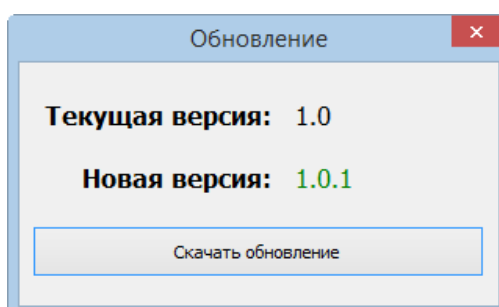 Обновление
Текущая версия: 1.0
Новая версия: 1.0.1
Скачать обновление